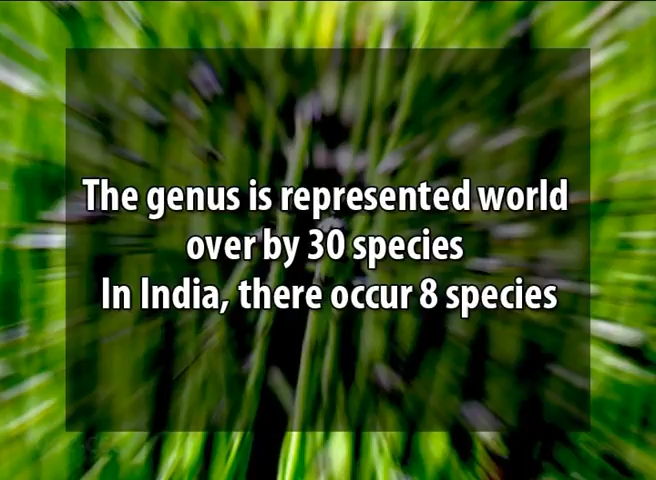 The genus is represented world
over by 30 species
In India, there occur 8 species